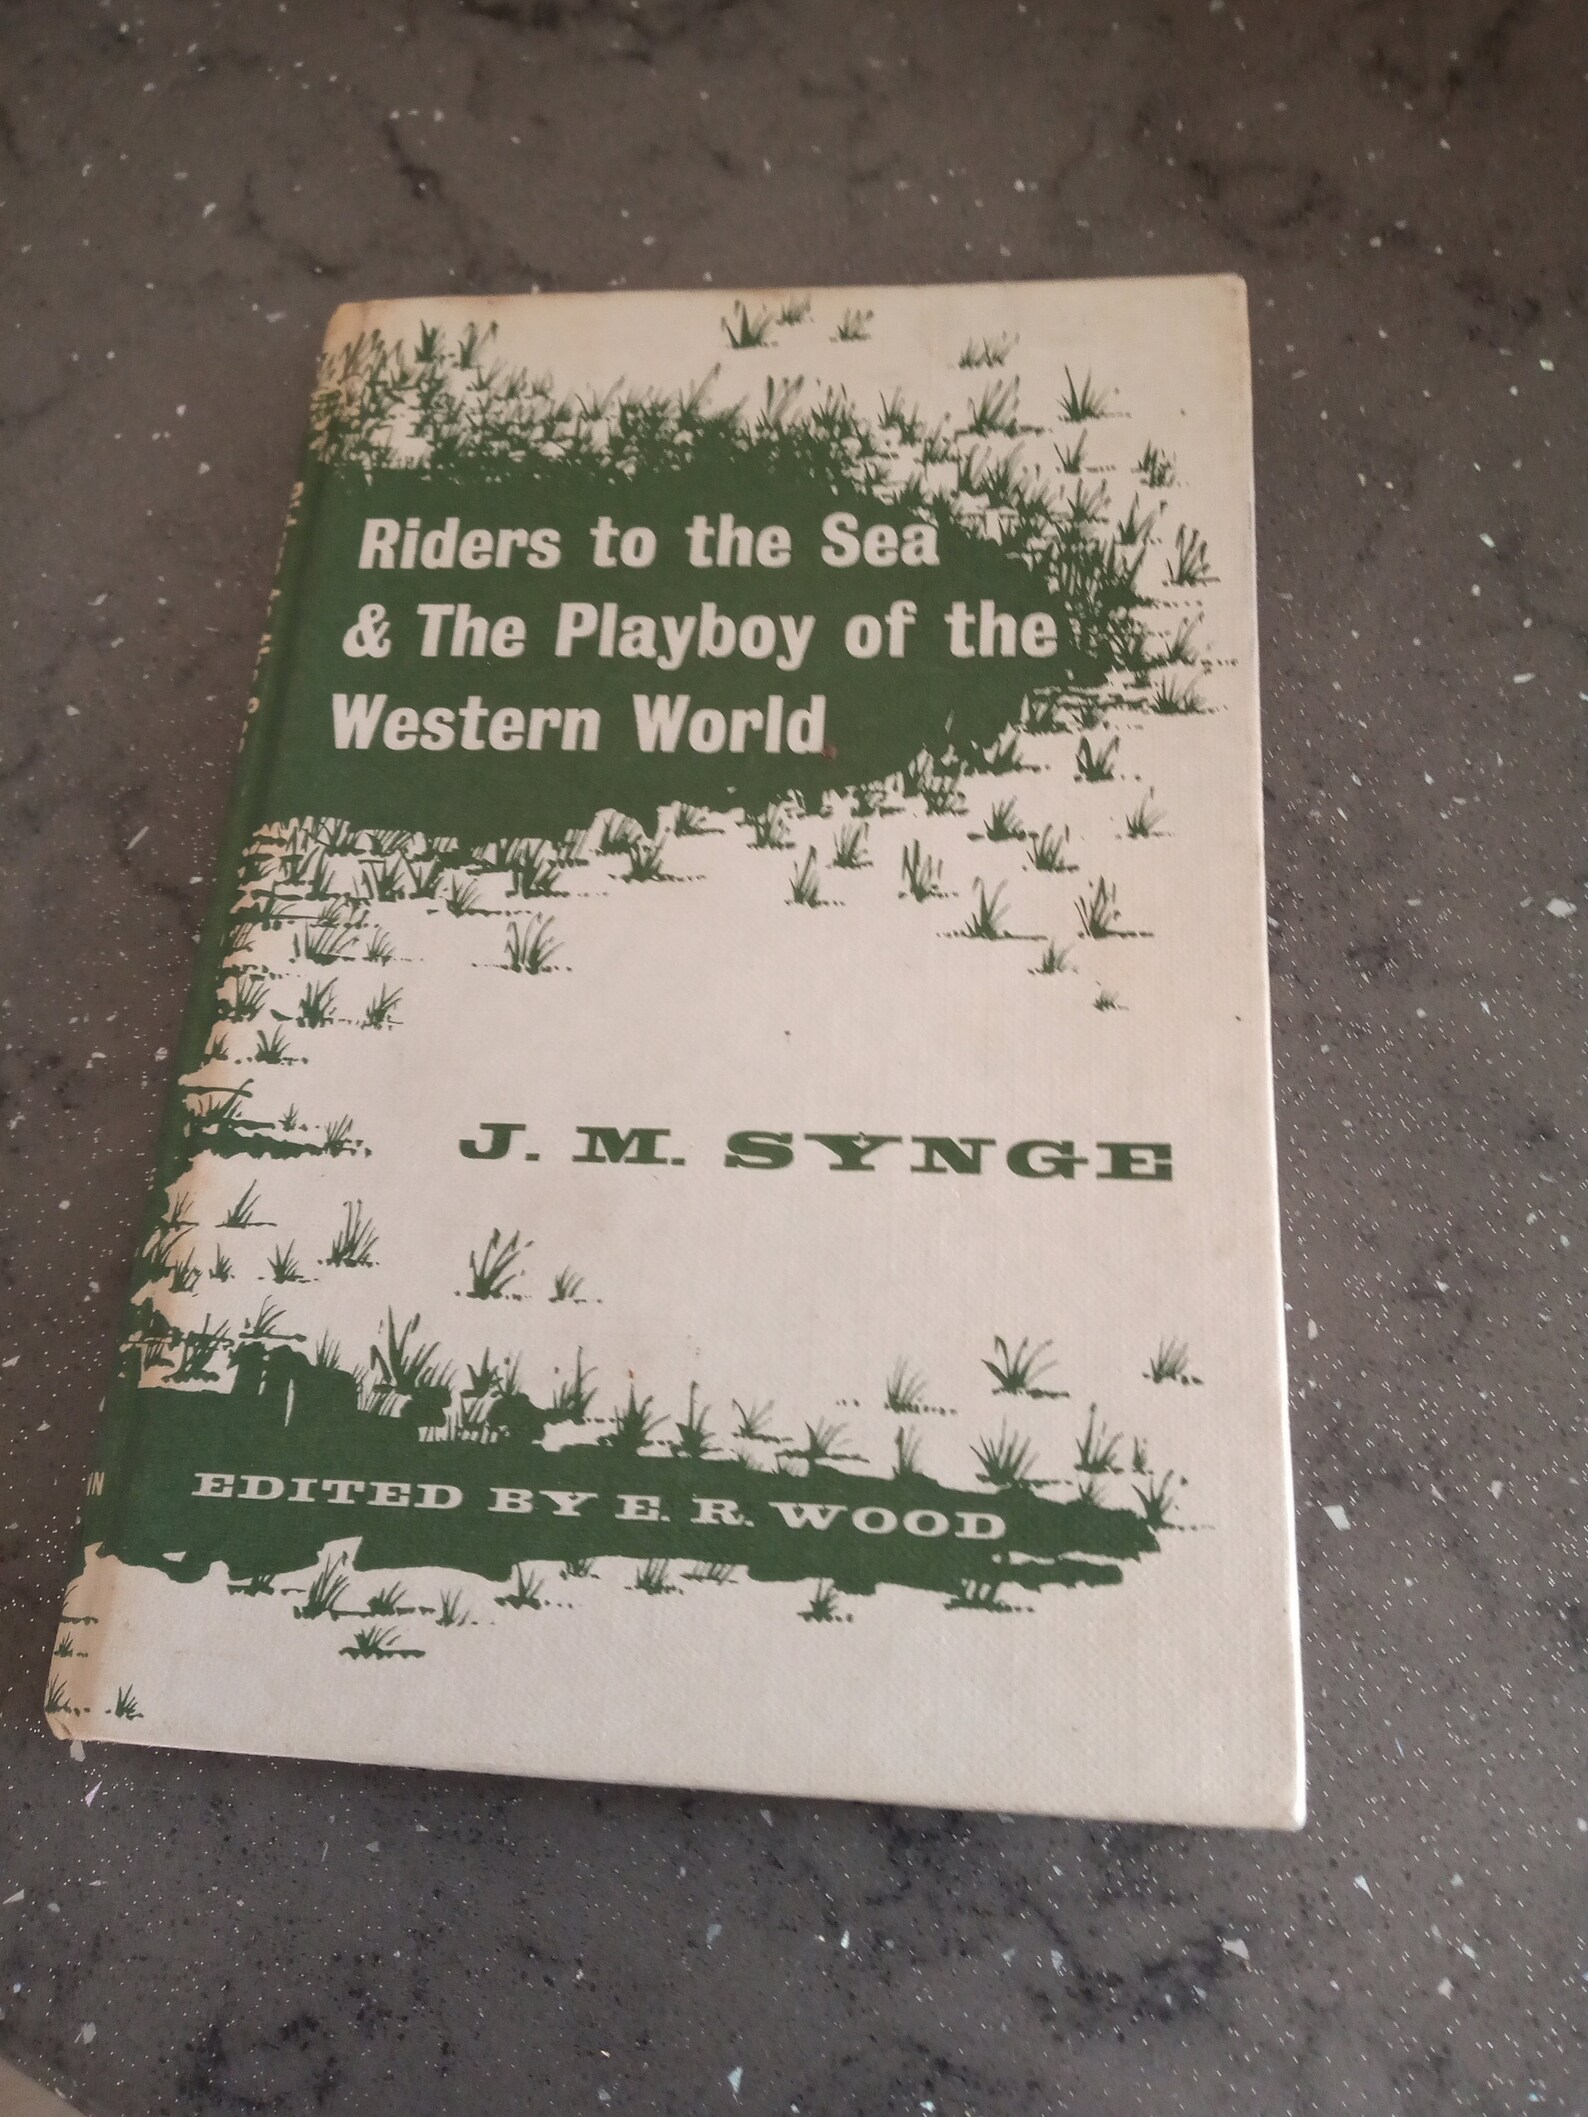 Riders to the Sea
& The Playboy of the
Western World
J. M. SYNGE
EDITED BY E. R. WOOD